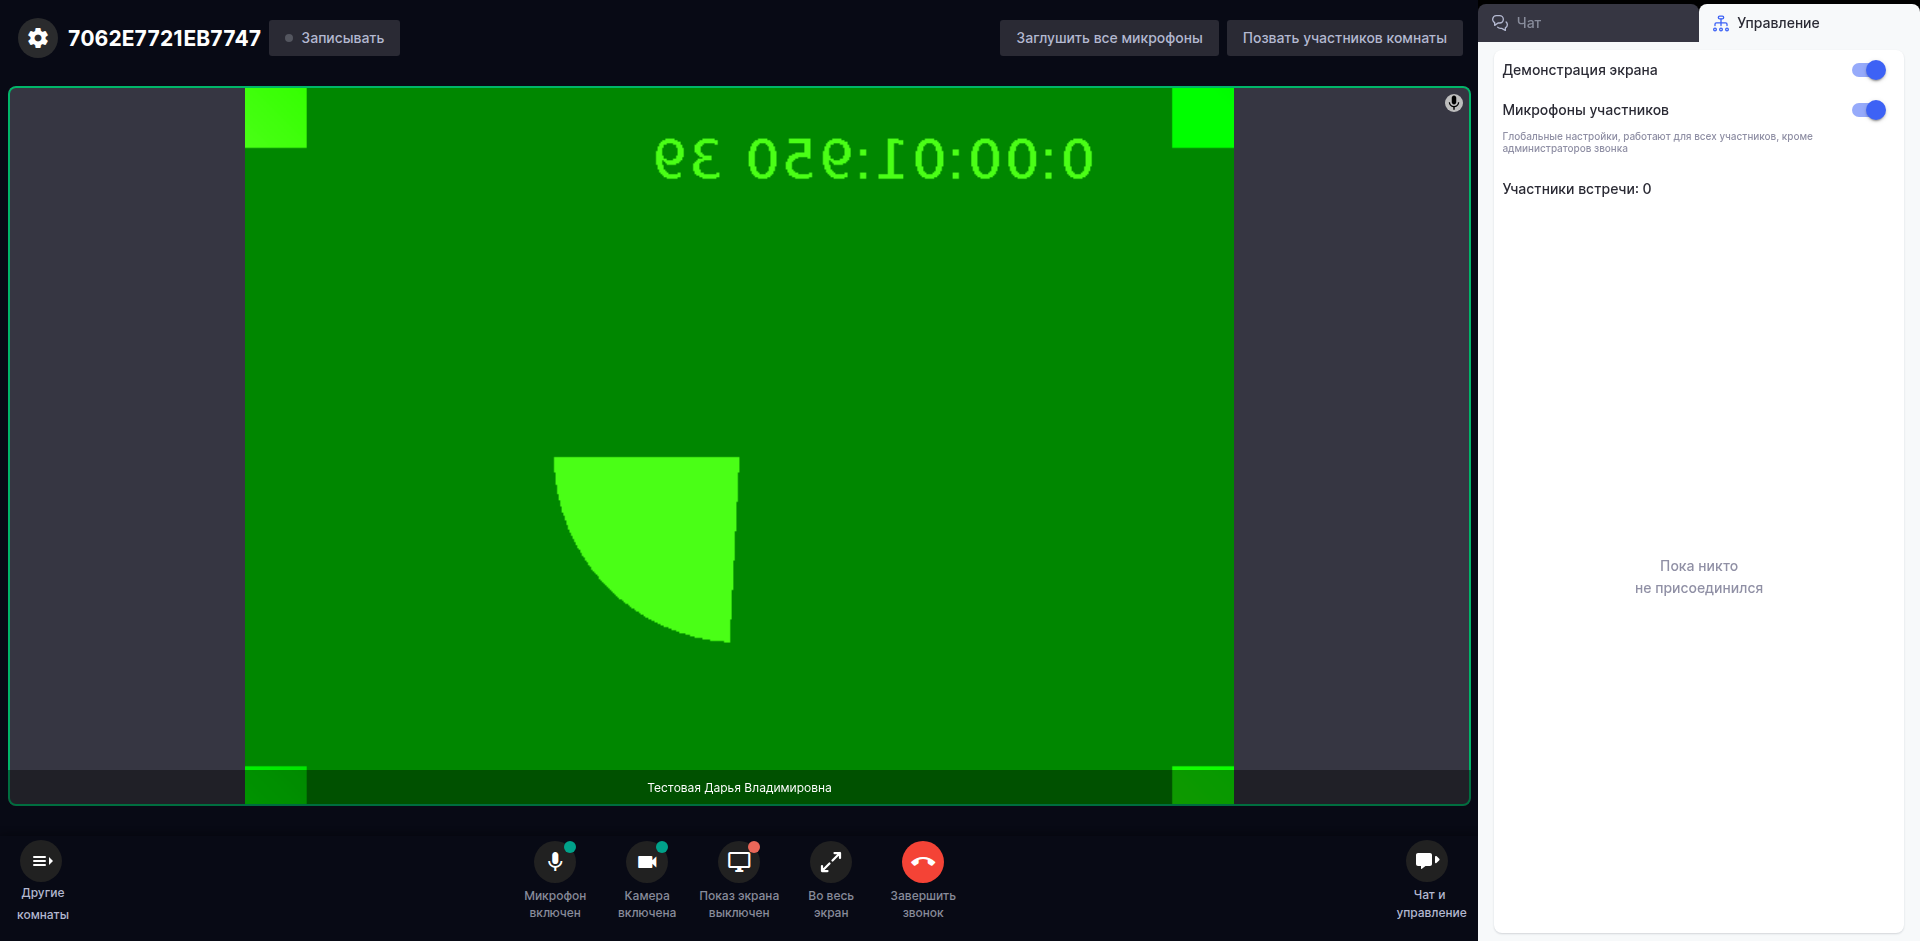 7062E7721EB7747
Записывать
Заглушить все микрофоны
Позвать участников комнаты
Чат
Управление
Демонстрация экрана
Микрофоны участников
Глобальные настройки, работают для всех участников, кроме
администраторов звонка
Участники встречи: 0
0:00:01:950 39
Пока никто
не присоединился
Тестовая Дарья Владимировна
Другие
комнаты
Микрофон
включен
Камера
включена
Показ экрана
выключен
Во весь
экран
Завершить
звонок
Чат и
управление